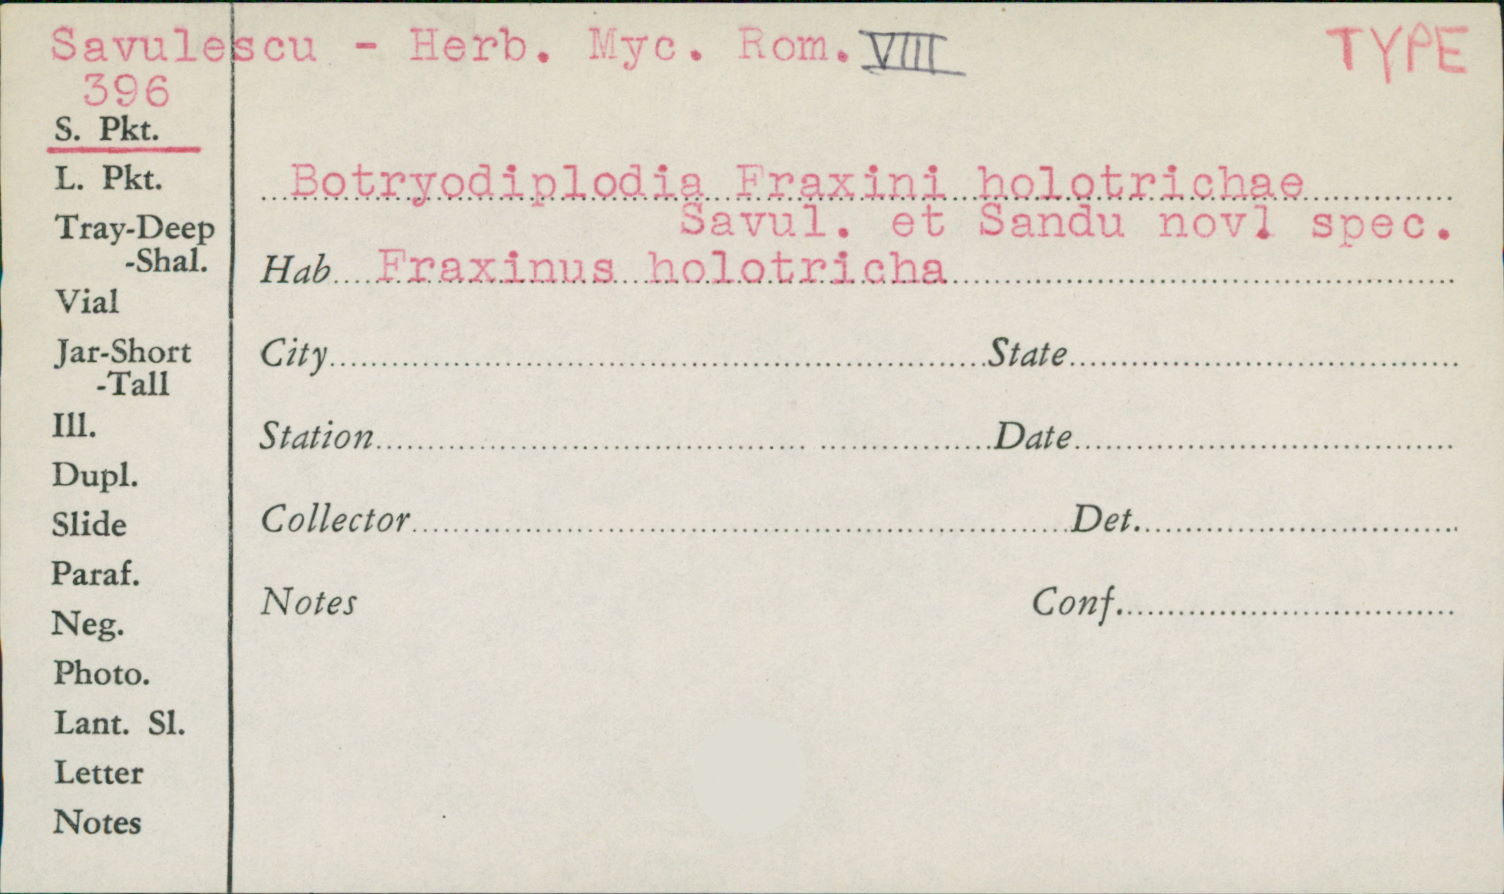 Savulescu - Herb. Myc. Rom. VIII
TYPE
396
S. Pkt.
L. Pkt.
Tray-Deep
-Shal.
Vial
Jar-Short
-Tall
Ill.
Dupl.
Slide
Paraf.
Neg.
Photo.
Lant. Sl.
Letter
Notes
Botryodiplodia Fraxini holotrichae
Savul. et Sandu novl spec.
Hab Fraxinus holotricha
City State
Station Date
Collector Det.
Notes Conf.